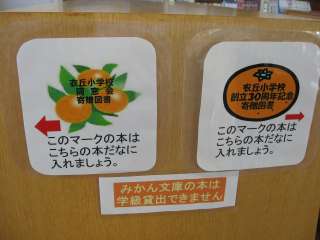 衣丘小学校
同窓会
寄贈図書
このマークの本は
こちらの本だなに
入れましょう。
衣丘小学校
創立30周年記念
寄贈図書
このマークの本は
こちらの本だなに
入れましょう。
みかん文庫の本は
学級貸出できません